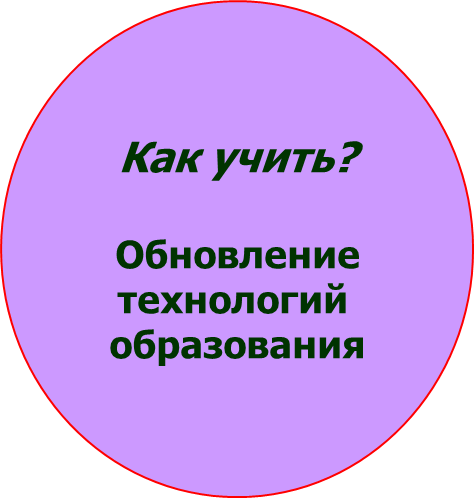 Как учить?
Обновление
технологий
образования